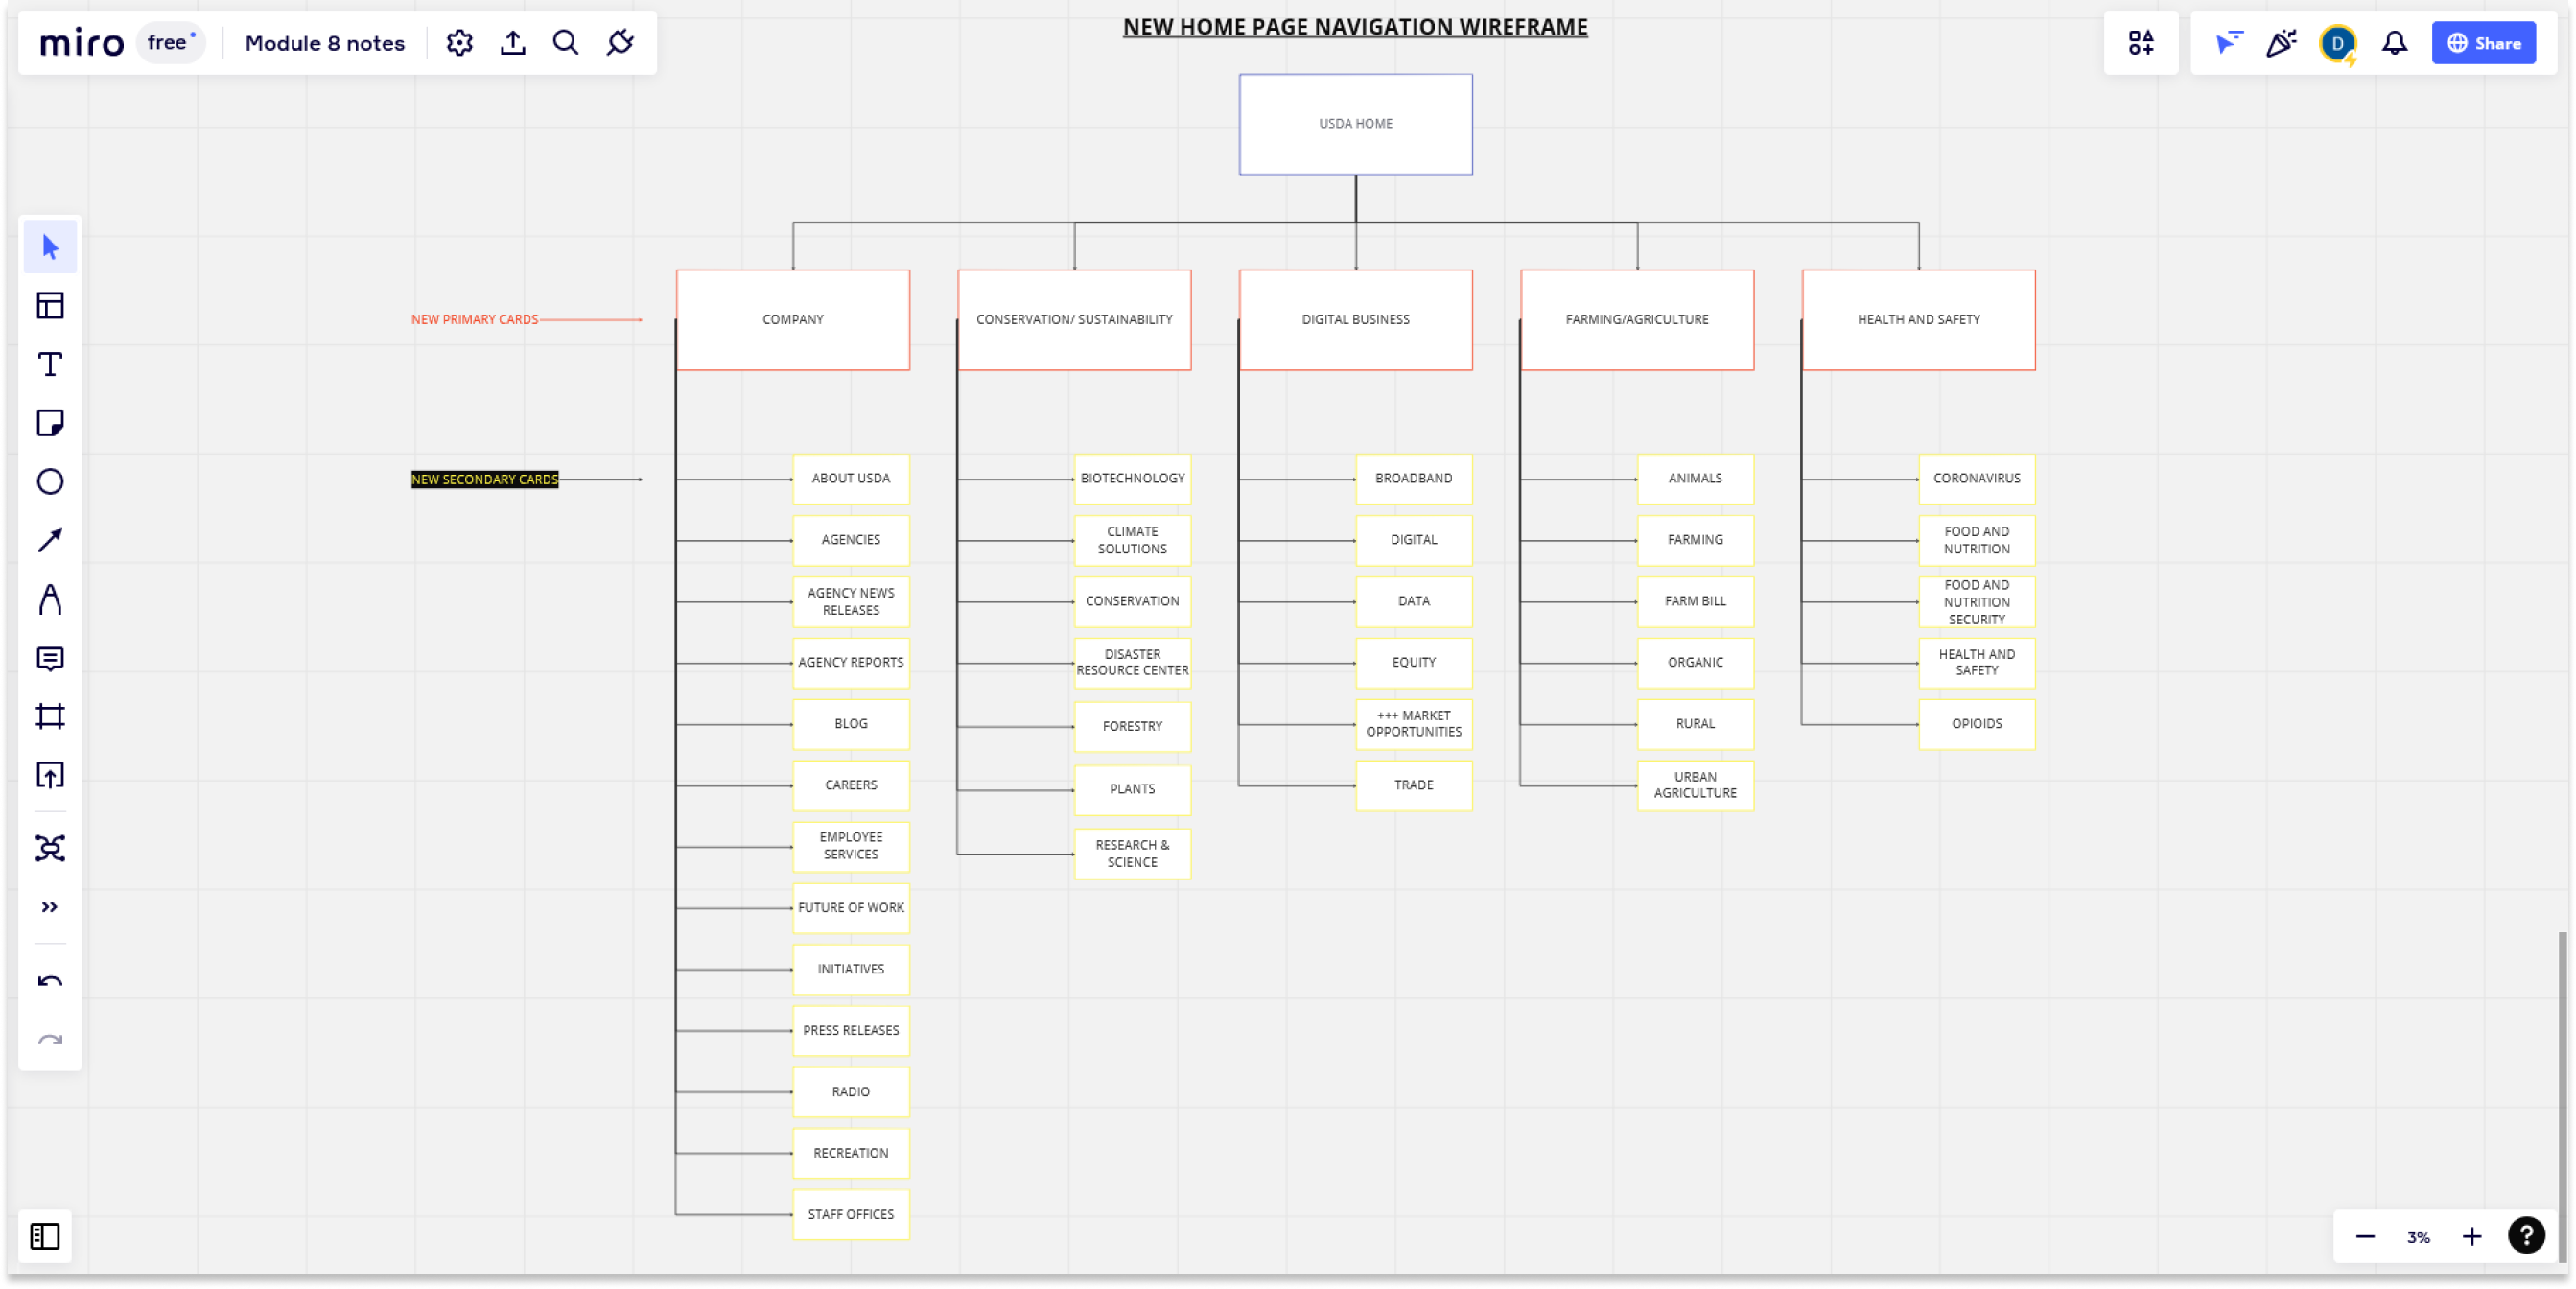 miro
free
Module 8 notes
NEW HOME PAGE NAVIGATION WIREFRAME
D
Share
USDA HOME
NEW PRIMARY CARDS
COMPANY
CONSERVATION/ SUSTAINABILITY
DIGITAL BUSINESS
FARMING/AGRICULTURE
HEALTH AND SAFETY
NEW SECONDARY CARDS
ABOUT USDA
AGENCIES
AGENCY NEWS
RELEASES
AGENCY REPORTS
BLOG
CAREERS
EMPLOYEE
SERVICES
FUTURE OF WORK
INITIATIVES
PRESS RELEASES
RADIO
RECREATION
STAFF OFFICES
BIOTECHNOLOGY
CLIMATE
SOLUTIONS
CONSERVATION
DISASTER
RESOURCE CENTER
FORESTRY
PLANTS
RESEARCH &
SCIENCE
BROADBAND
DIGITAL
DATA
EQUITY
+++ MARKET
OPPORTUNITIES
TRADE
ANIMALS
FARMING
FARM BILL
ORGANIC
RURAL
URBAN
AGRICULTURE
CORONAVIRUS
FOOD AND
NUTRITION
FOOD AND
NUTRITION
SECURITY
HEALTH AND
SAFETY
OPIOIDS
3%
?